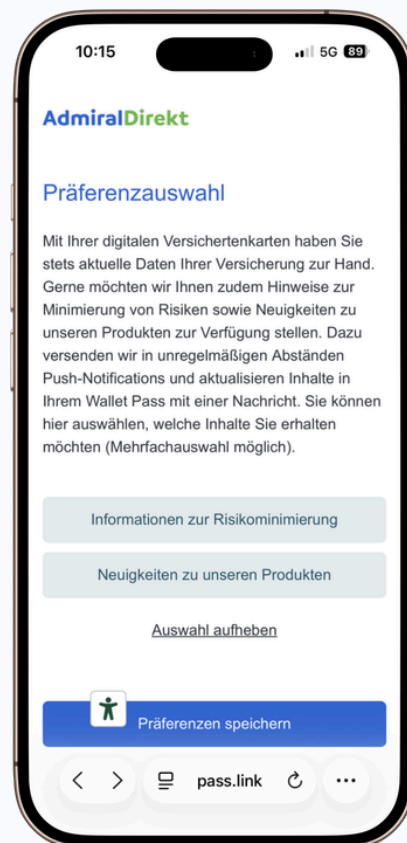 10:15
5G 89
AdmiralDirekt
Präferenzauswahl
Mit Ihrer digitalen Versichertenkarten haben Sie
stets aktuelle Daten Ihrer Versicherung zur Hand.
Gerne möchten wir Ihnen zudem Hinweise zur
Minimierung von Risiken sowie Neuigkeiten zu
unseren Produkten zur Verfügung stellen. Dazu
versenden wir in unregelmäßigen Abständen
Push-Notifications und aktualisieren Inhalte in
Ihrem Wallet Pass mit einer Nachricht. Sie können
hier auswählen, welche Inhalte Sie erhalten
möchten (Mehrfachauswahl möglich).
Informationen zur Risikominimierung
Neuigkeiten zu unseren Produkten
Auswahl aufheben
Präferenzen speichern
pass.link